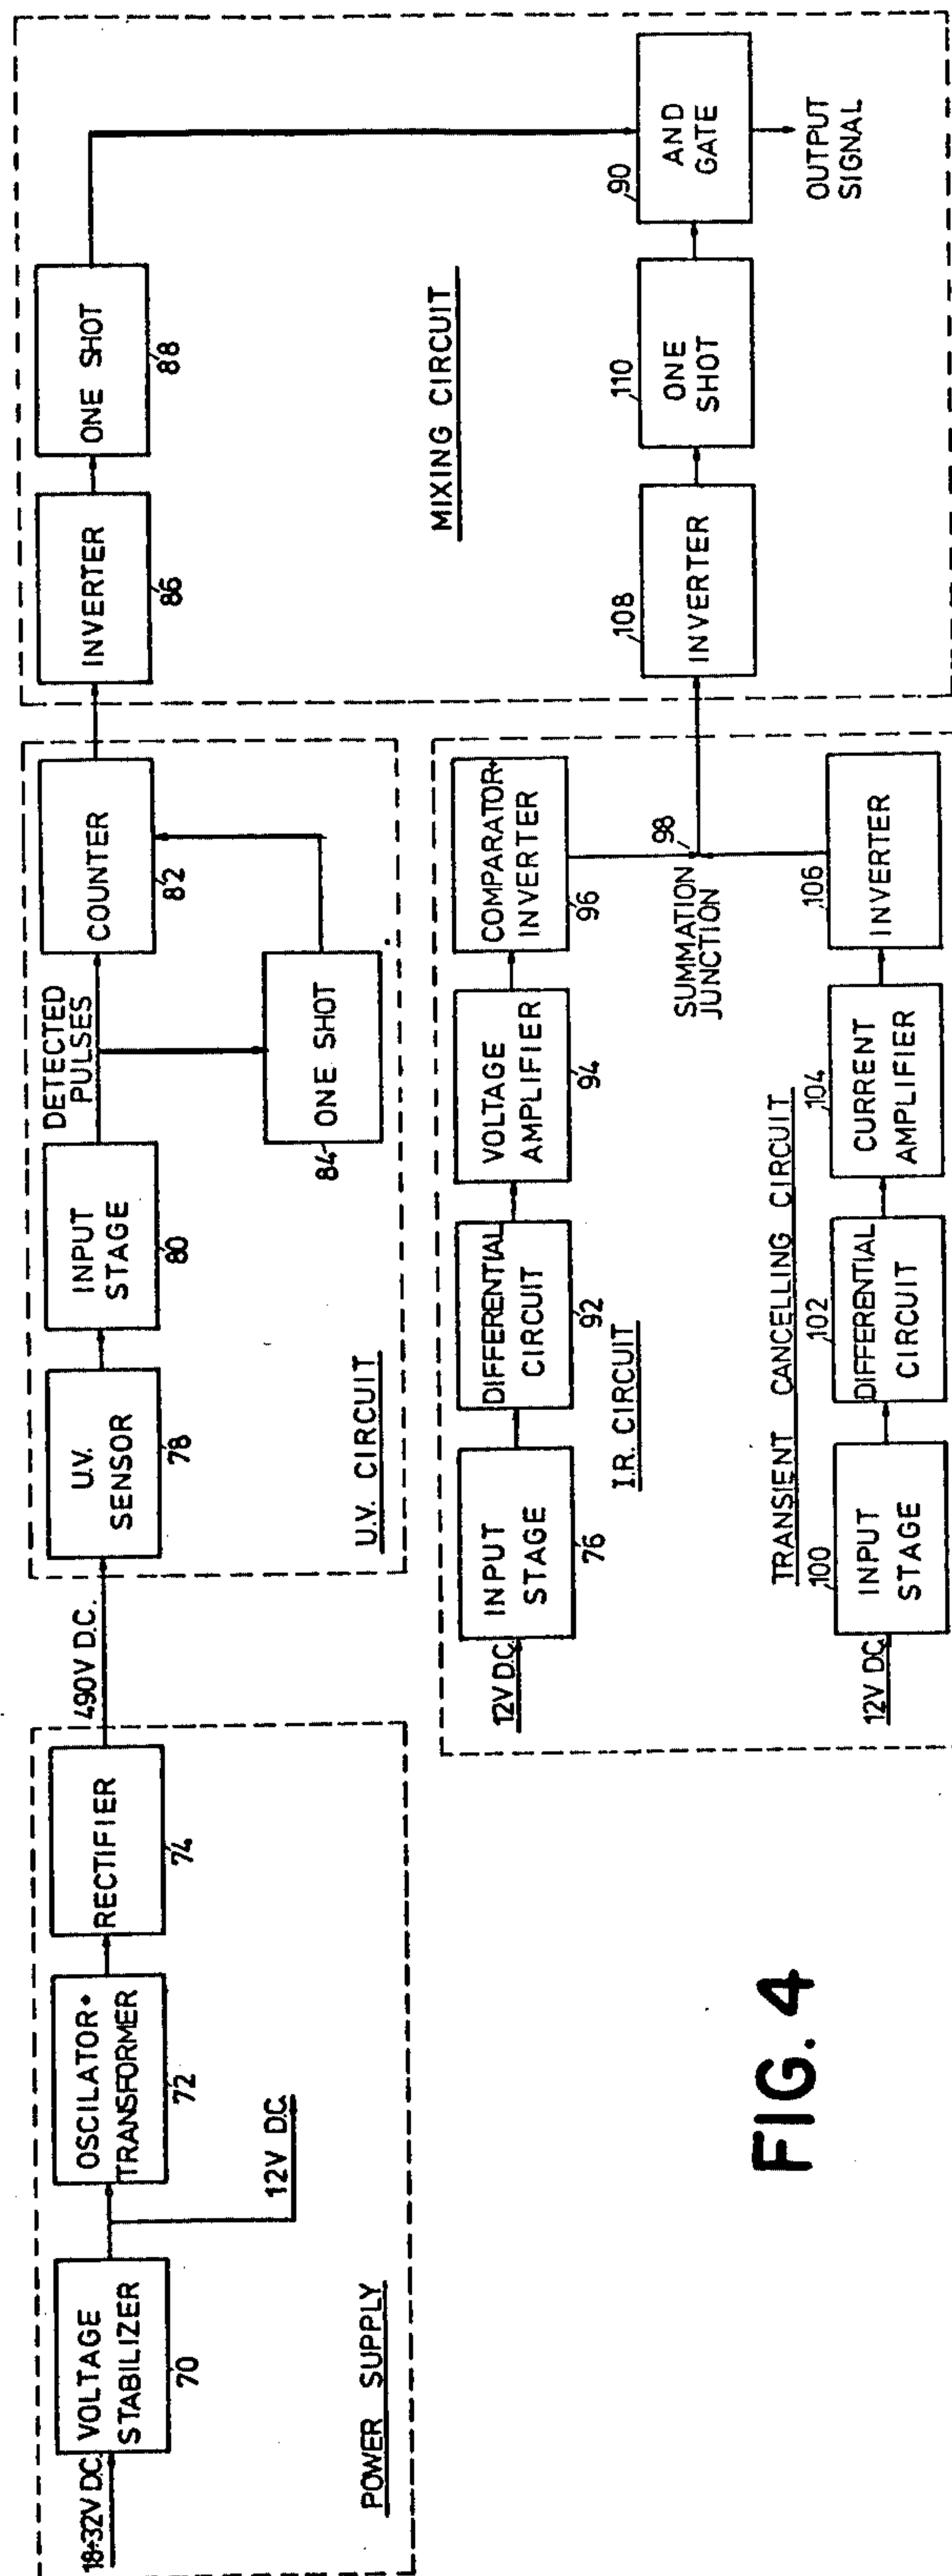 18÷32V D.C.
VOLTAGE
STABILIZER
70
12V D.C.
OSCILATOR+
TRANSFORMER
72
RECTIFIER
74
POWER SUPPLY
490V D.C.
U.V.
SENSOR
78
INPUT
STAGE
80
DETECTED
PULSES
COUNTER
82
84
ONE SHOT
U.V. CIRCUIT
INVERTER
86
ONE SHOT
88
MIXING CIRCUIT
12V D.C.
INPUT
STAGE
76
DIFFERENTIAL
CIRCUIT
92
VOLTAGE
AMPLIFIER
94
COMPARATOR+
INVERTER
96
I.R. CIRCUIT
SUMMATION
JUNCTION
98
TRANSIENT CANCELLING CIRCUIT
12V D.C.
100
INPUT
STAGE
102
DIFFERENTIAL
CIRCUIT
104
CURRENT
AMPLIFIER
106
INVERTER
108
INVERTER
110
ONE
SHOT
90
AND
GATE
OUTPUT
SIGNAL
FIG. 4